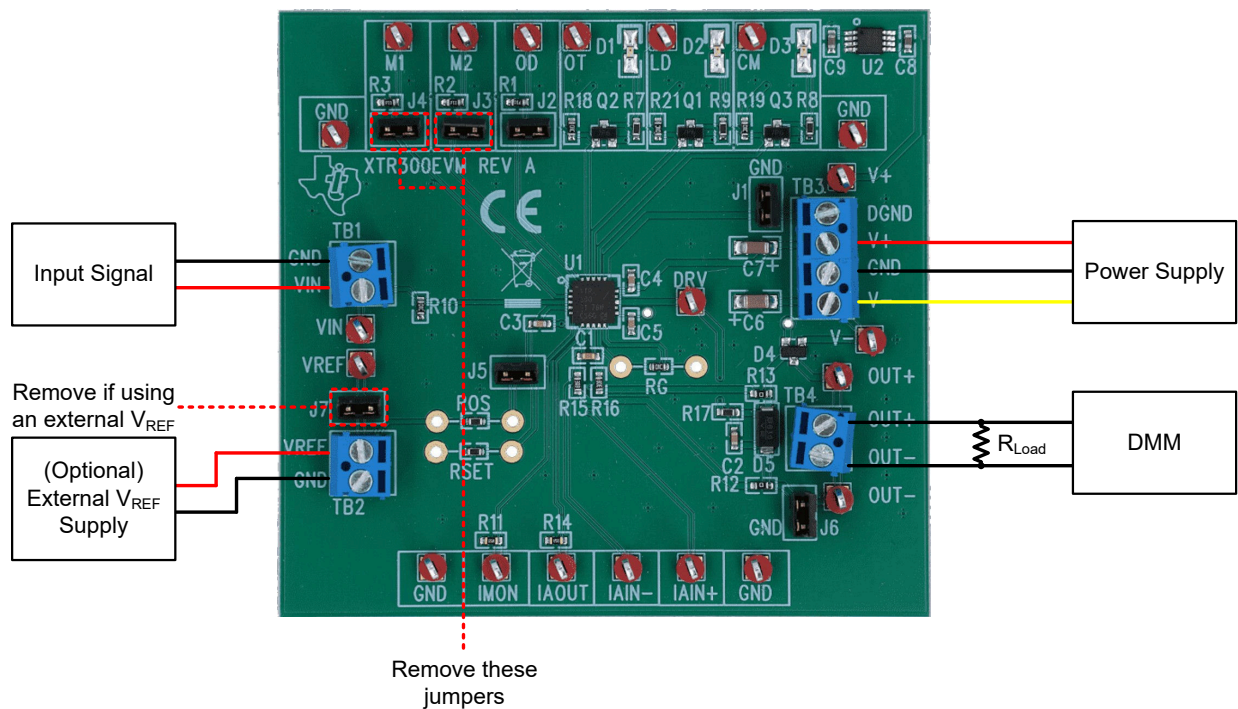 M1
M2
OD
OT
D1
LD
D2
CM
D3
C9
U2
C8
R3
J4
R2
J3
R1
J2
R18
Q2
R7
R21
Q1
R9
R19
Q3
R8
GND
GND
XTR300EVM REV A
GND
J1
TB3
V+
DGND
V+
GND
V-
Input Signal
TB1
GND
VIN
Power Supply
CE
U1
C4
DRV
C7+
+C6
R10
C3
C5
VIN
VREF
C1
D4
V-
J5
RG
R15
R16
R13
OUT+
Remove if using
an external VREF
J7
POS
RSET
R17
TB4
OUT+
OUT-
RLoad
DMM
C2
D5
R12
(Optional)
External VREF
Supply
VREF
GND
TB2
OUT-
GND
J6
R11
R14
GND
IMON
IAOUT
IAIN-
IAIN+
GND
Remove these
jumpers